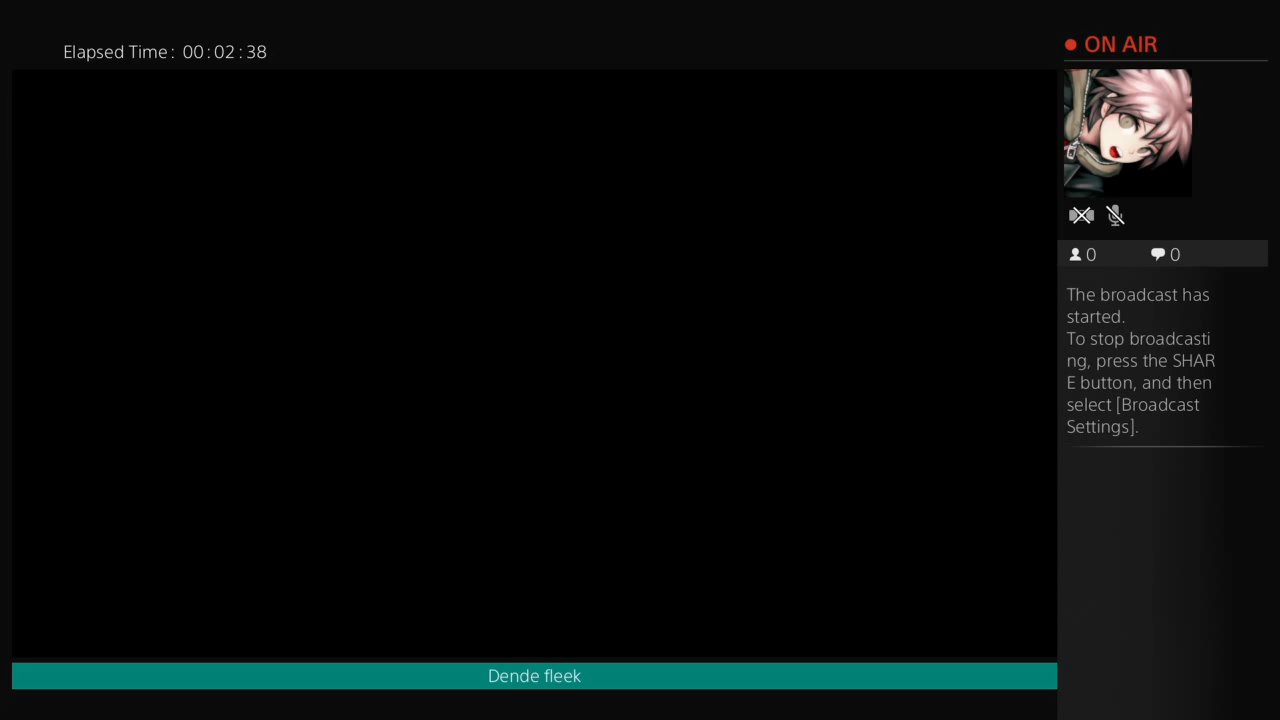 Elapsed Time: 00:02:38
ON AIR
0 0
The broadcast has
started.
To stop broadcasti
ng, press the SHAR
E button, and then
select [Broadcast
Settings].
Dende fleek